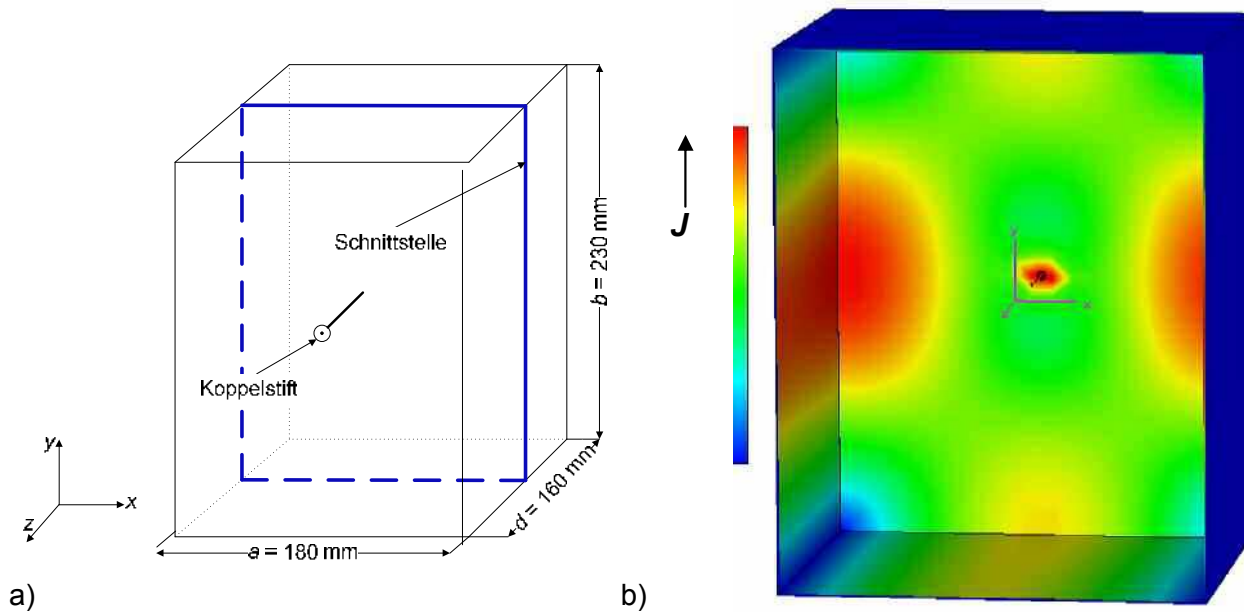 Schnittstelle
Koppelstift
b = 230 mm
d = 160 mm
a = 180 mm
y
x
z
a)
J
y
x
z
b)